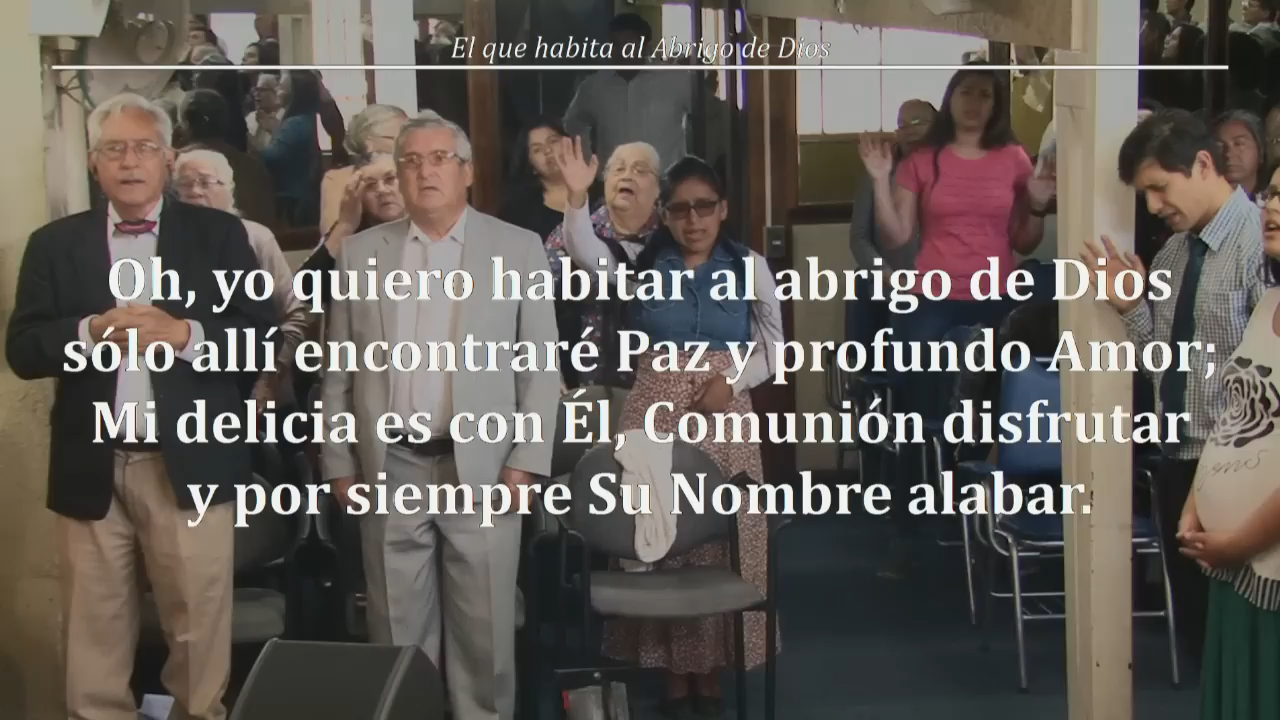 El que habita al Abrigo de Dios
Oh, yo quiero habitar al abrigo de Dios
sólo allí encontraré Paz y profundo Amor;
Mi delicia es con Él, Comunión disfrutar
y por siempre Su Nombre alabar.